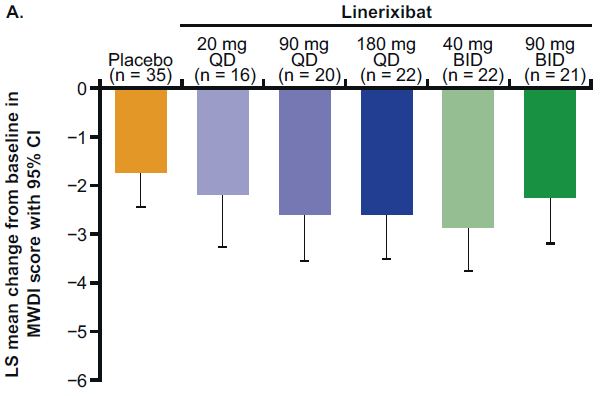 A.
Linerixibat
Placebo
(n = 35)
20 mg
QD
(n = 16)
90 mg
QD
(n = 20)
180 mg
QD
(n = 22)
40 mg
BID
(n = 22)
90 mg
BID
(n = 21)
LS mean change from baseline in
MWDI score with 95% CI
0
−1
−2
−3
−4
−5
−6